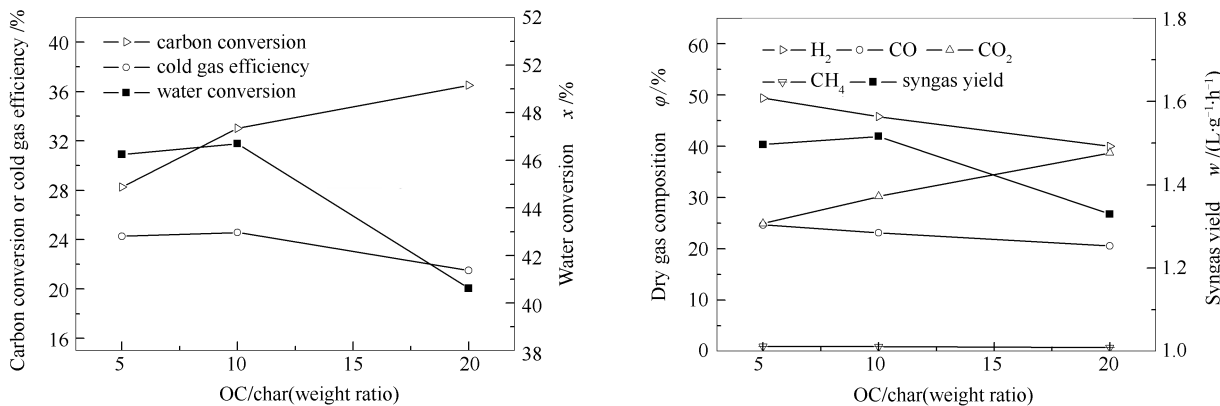 Carbon conversion or cold gas efficiency /%
40
36
32
28
24
20
16
carbon conversion
cold gas efficiency
water conversion
52
50
48
46
44
42
40
38
Water conversion x /%
5 10 15 20
OC/char(weight ratio)
Dry gas composition φ/%
60
50
40
30
20
10
0
H₂ CO CO₂
CH₄ syngas yield
1.8
1.6
1.4
1.2
1.0
Syngas yield w /(L·g⁻¹·h⁻¹)
5 10 15 20
OC/char(weight ratio)